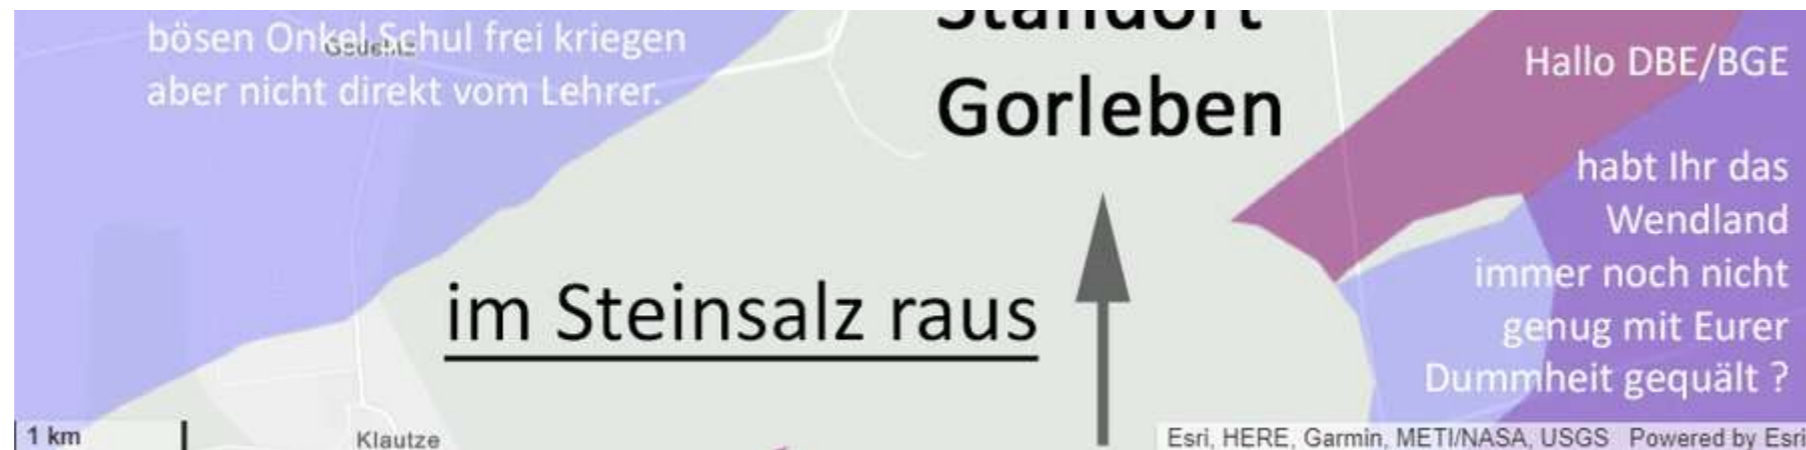 bösen Onkel Schul frei kriegen
aber nicht direkt vom Lehrer.
Standort
Gorleben
im Steinsalz raus
Hallo DBE/BGE
habt Ihr das
Wendland
immer noch nicht
genug mit Eurer
Dummheit gequält ?
1 km
Klautze
Esri, HERE, Garmin, METI/NASA, USGS Powered by Esri